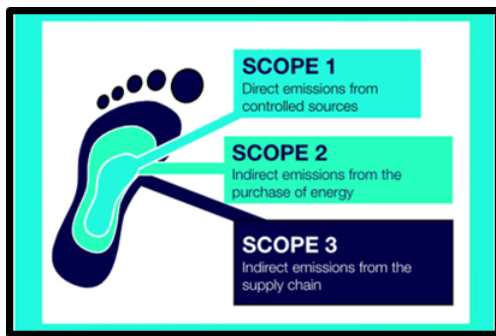 SCOPE 1
Direct emissions from
controlled sources
SCOPE 2
Indirect emissions from the
purchase of energy
SCOPE 3
Indirect emissions from the
supply chain